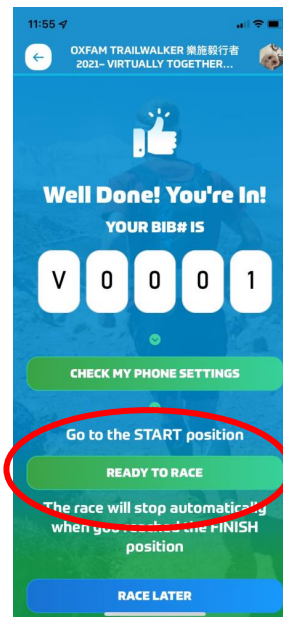 11:55
OXFAM TRAILWALKER 樂施毅行者
2021– VIRTUALLY TOGETHER...
Well Done! You're In!
YOUR BIB# IS
V 0 0 0 1
CHECK MY PHONE SETTINGS
Go to the START position
READY TO RACE
The race will stop automatically
when you reached the FINISH
position
RACE LATER